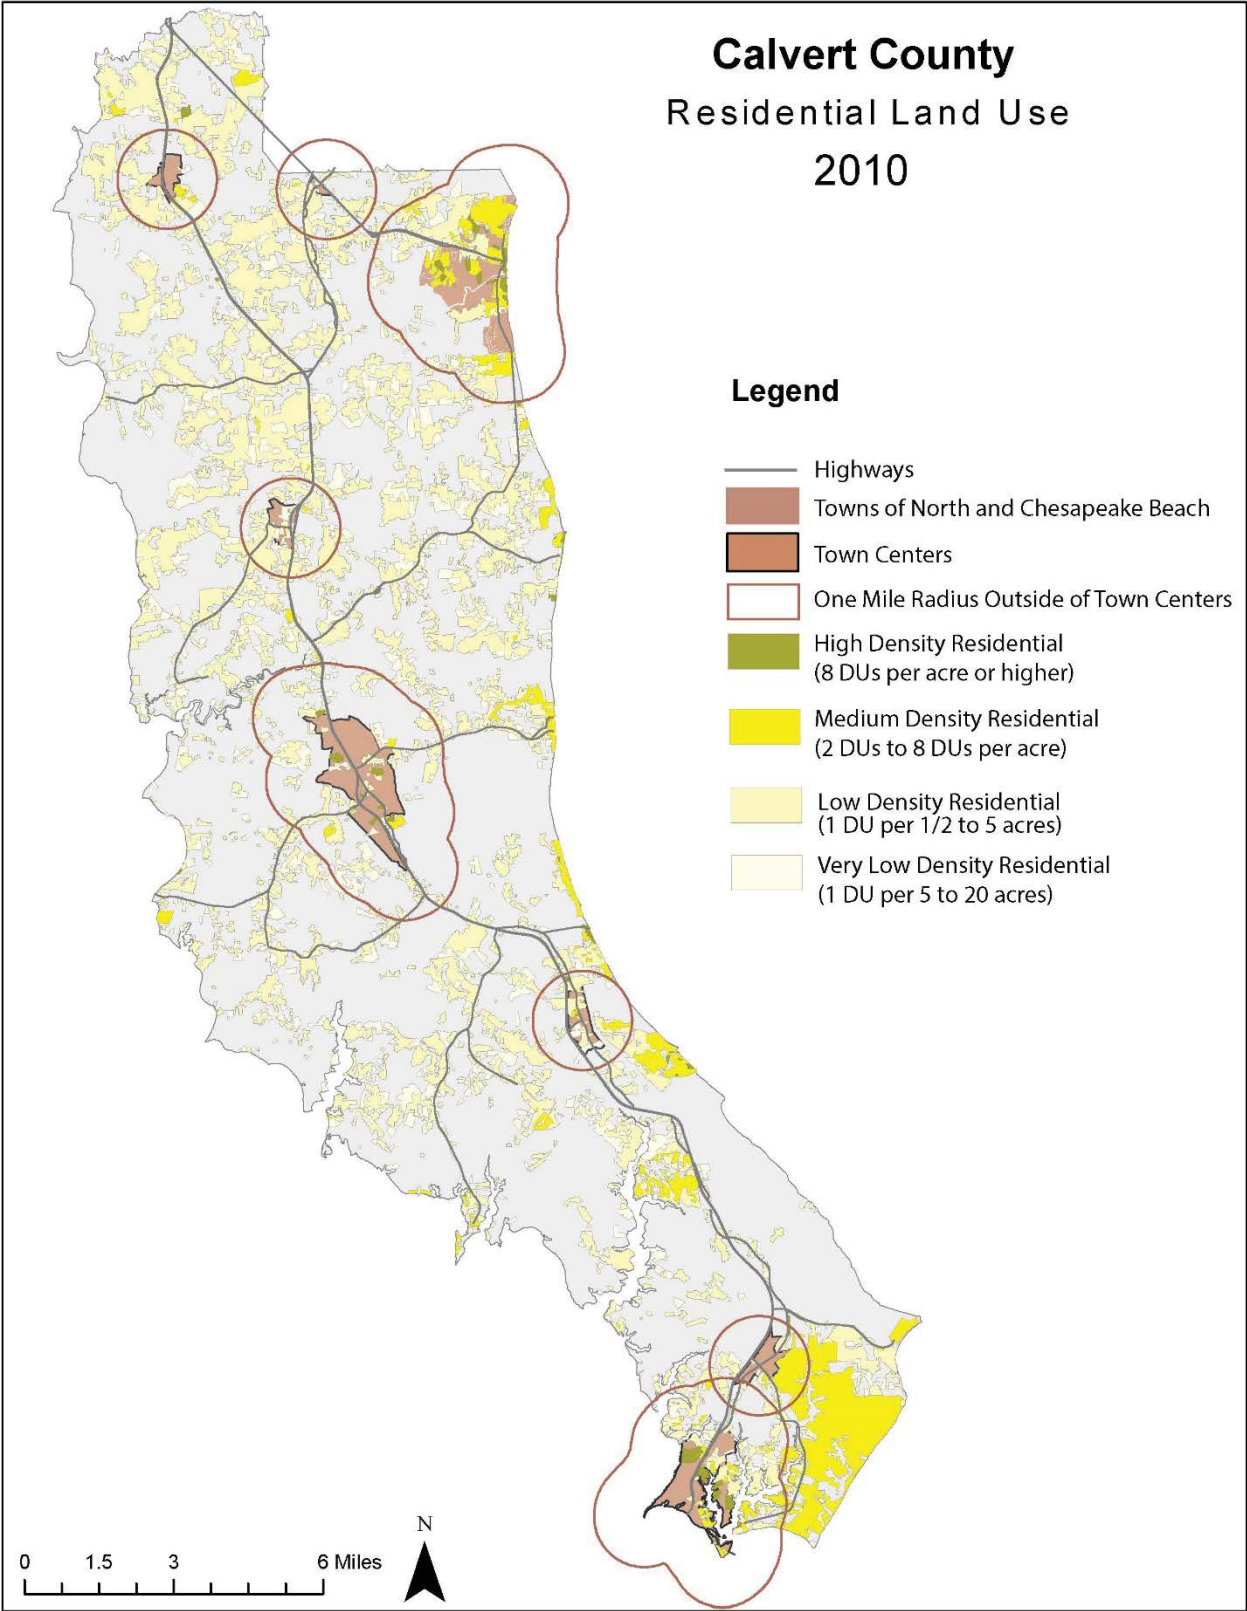 Calvert County
Residential Land Use
2010
Legend
Highways
Towns of North and Chesapeake Beach
Town Centers
One Mile Radius Outside of Town Centers
High Density Residential
(8 DUs per acre or higher)
Medium Density Residential
(2 DUs to 8 DUs per acre)
Low Density Residential
(1 DU per 1/2 to 5 acres)
Very Low Density Residential
(1 DU per 5 to 20 acres)
N
0 1.5 3 6 Miles